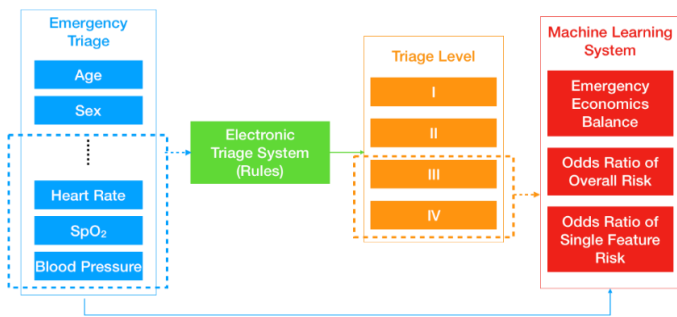 Emergency
Triage
Age
Sex
Heart Rate
SpO₂
Blood Pressure
Electronic
Triage System
(Rules)
Triage Level
I
II
III
IV
Machine Learning
System
Emergency
Economics
Balance
Odds Ratio of
Overall Risk
Odds Ratio of
Single Feature
Risk